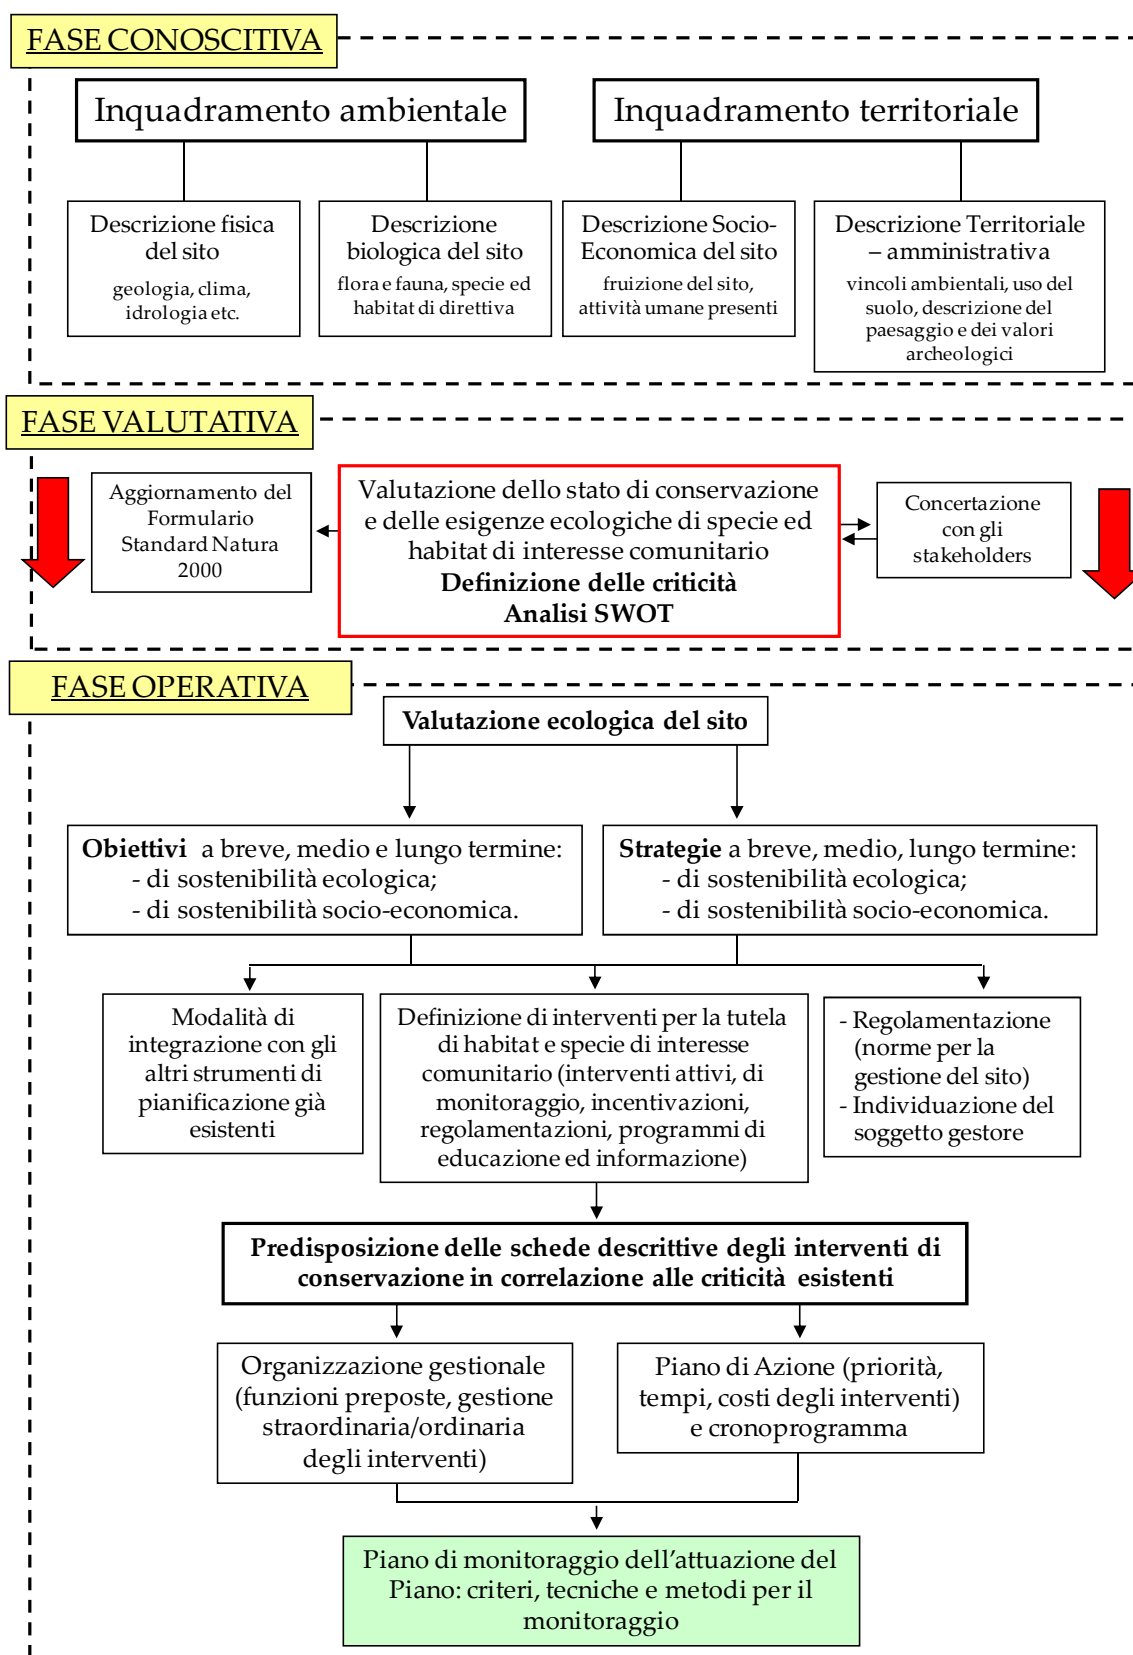 FASE CONOSCITIVA
Inquadramento ambientale
Inquadramento territoriale
Descrizione fisica
del sito
geologia, clima,
idrologia etc.
Descrizione
biologica del sito
flora e fauna, specie ed
habitat di direttiva
Descrizione Socio-
Economica del sito
fruizione del sito,
attività umane presenti
Descrizione Territoriale
– amministrativa
vincoli ambientali, uso del
suolo, descrizione del
paesaggio e dei valori
archeologici
FASE VALUTATIVA
Aggiornamento del
Formulario
Standard Natura
2000
Valutazione dello stato di conservazione
e delle esigenze ecologiche di specie ed
habitat di interesse comunitario
Definizione delle criticità
Analisi SWOT
Concertazione
con gli
stakeholders
FASE OPERATIVA
Valutazione ecologica del sito
Obiettivi a breve, medio e lungo termine:
- di sostenibilità ecologica;
- di sostenibilità socio-economica.
Strategie a breve, medio, lungo termine:
- di sostenibilità ecologica;
- di sostenibilità socio-economica.
Modalità di
integrazione con gli
altri strumenti di
pianificazione già
esistenti
Definizione di interventi per la tutela
di habitat e specie di interesse
comunitario (interventi attivi, di
monitoraggio, incentivazioni,
regolamentazioni, programmi di
educazione ed informazione)
- Regolamentazione
(norme per la
gestione del sito)
- Individuazione del
soggetto gestore
Predisposizione delle schede descrittive degli interventi di
conservazione in correlazione alle criticità esistenti
Organizzazione gestionale
(funzioni preposte, gestione
straordinaria/ordinaria
degli interventi)
Piano di Azione (priorità,
tempi, costi degli interventi)
e cronoprogramma
Piano di monitoraggio dell'attuazione del
Piano: criteri, tecniche e metodi per il
monitoraggio